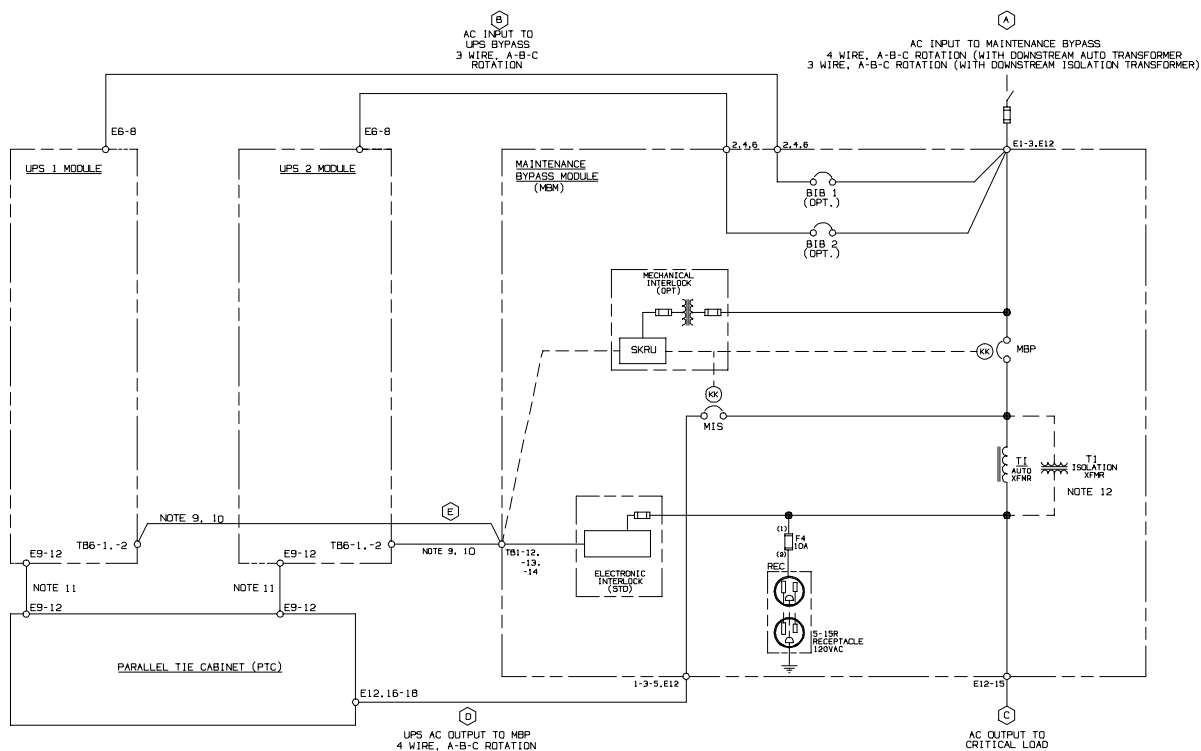 B
AC INPUT TO
UPS BYPASS
3 WIRE, A-B-C
ROTATION
A
AC INPUT TO MAINTENANCE BYPASS
4 WIRE, A-B-C ROTATION (WITH DOWNSTREAM AUTO TRANSFORMER
3 WIRE, A-B-C ROTATION (WITH DOWNSTREAM ISOLATION TRANSFORMER)
E6-8
E6-8
2,4,6
2,4,6
E1-3,E12
UPS 1 MODULE
UPS 2 MODULE
MAINTENANCE
BYPASS MODULE
(MBM)
BIB 1
(OPT.)
BIB 2
(OPT.)
MECHANICAL
INTERLOCK
(OPT)
SKRU
KK
MBP
KK
MIS
T1
AUTO
XFMR
T1
ISOLATION
XFMR
NOTE 12
NOTE 9, 10
E
TB6-1,-2
TB6-1,-2
NOTE 9, 10
TB1-12,
-13,
-14
ELECTRONIC
INTERLOCK
(STD)
(1)
F4
10A
(2)
REC
5-15R
RECEPTACLE
120VAC
E9-12
E9-12
NOTE 11
NOTE 11
E9-12
E9-12
PARALLEL TIE CABINET (PTC)
E12,16-18
1-3-5,E12
E12-15
D
UPS AC OUTPUT TO MBP
4 WIRE, A-B-C ROTATION
C
AC OUTPUT TO
CRITICAL LOAD